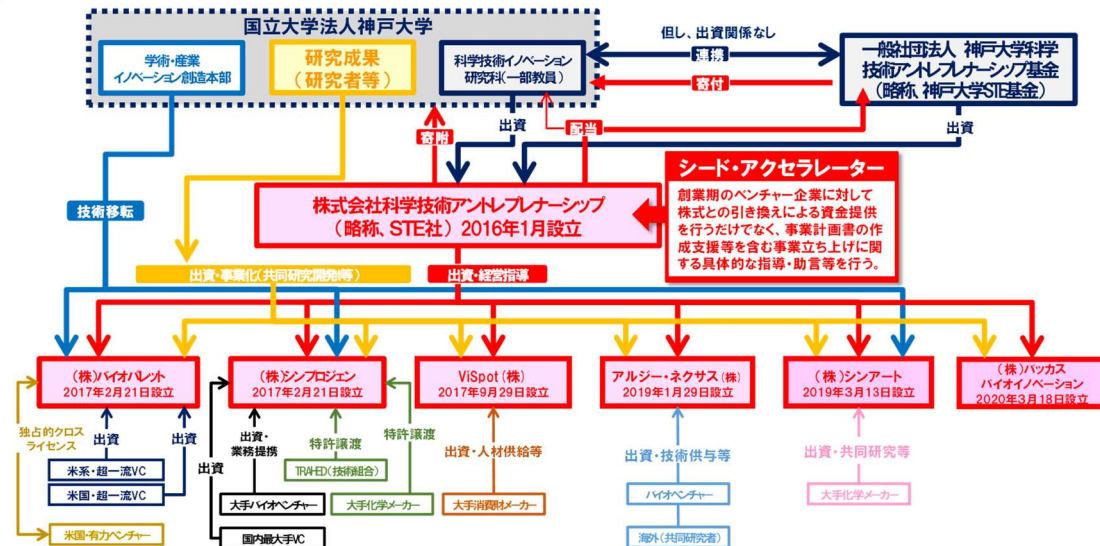 国立大学法人神戸大学
学術・産業
イノベーション創造本部
研究成果
（研究者等）
科学技術イノベーション
研究科（一部教員）
但し、出資関係なし
連携
寄付
一般社団法人 神戸大学科学
技術アントレプレナーシップ基金
（略称、神戸大学STE基金）
出資
配当
出資
寄附
技術移転
株式会社科学技術アントレプレナーシップ
（略称、STE社）2016年1月設立
シード・アクセラレーター
創業期のベンチャー企業に対して
株式との引き換えによる資金提供
を行うだけでなく、事業計画書の作
成支援等を含む事業立ち上げに関
する具体的な指導・助言等を行う。
出資・事業化（共同研究開発等）
出資・経営指導
（株）バイオパレット
2017年2月21日設立
（株）シンプロジェン
2017年2月21日設立
ViSpot（株）
2017年9月29日設立
アルジー・ネクサス（株）
2019年1月29日設立
（株）シンアート
2019年3月13日設立
（株）バッカス
バイオイノベーション
2020年3月18日設立
独占的クロス
ライセンス
出資
出資
米系・超一流VC
米国・超一流VC
米国・有力ベンチャー
出資
出資・
業務提携
特許譲渡
特許譲渡
TRAHED（技術組合）
大手バイオベンチャー
大手化学メーカー
国内最大手VC
出資・人材供給等
大手消費財メーカー
出資・技術供与等
バイオベンチャー
海外（共同研究者）
出資・共同研究等
大手化学メーカー